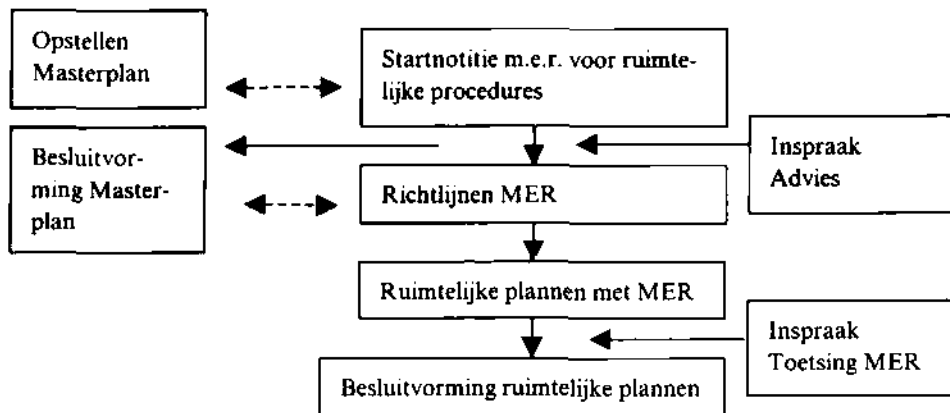 Opstellen
Masterplan
Startnotitie m.e.r. voor ruimte-
lijke procedures
Besluitvor-
ming Master-
plan
Inspraak
Advies
Richtlijnen MER
Ruimtelijke plannen met MER
Inspraak
Toetsing MER
Besluitvorming ruimtelijke plannen